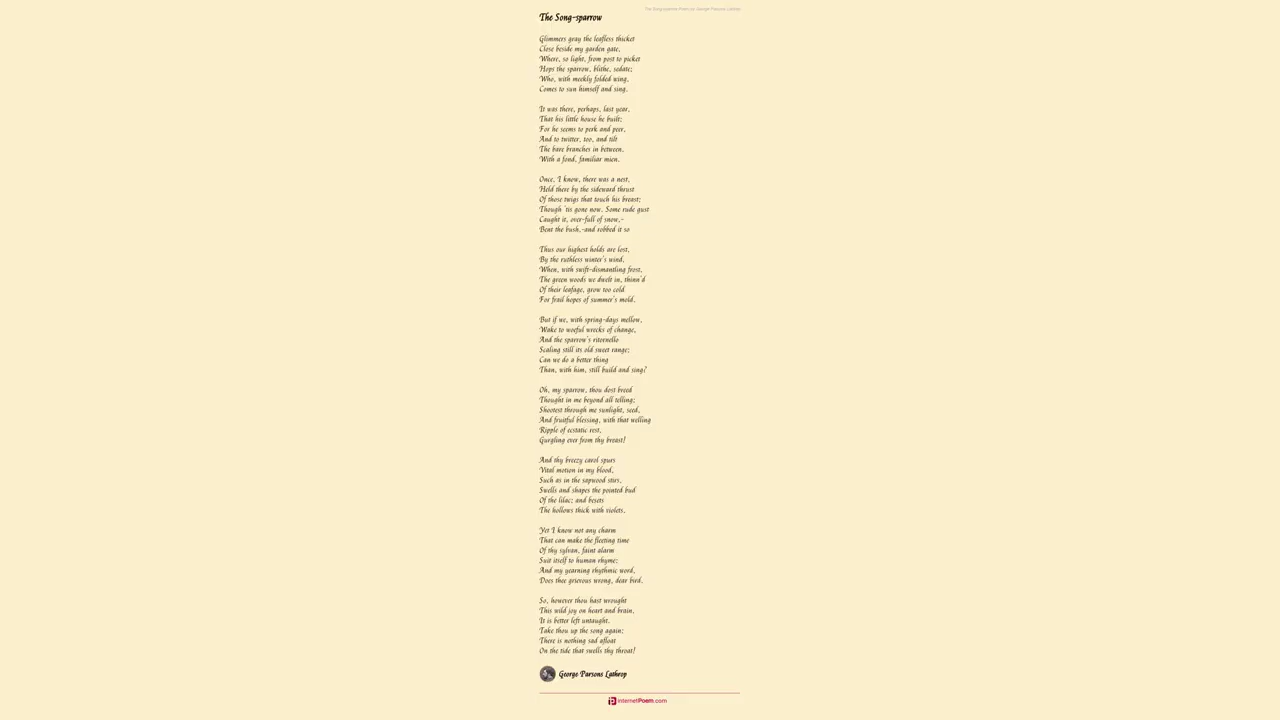 The Song-sparrow Poem by George Parsons Lathrop
The Song-sparrow
Glimmers gray the leafless thicket
Close beside my garden gate,
Where, so light, from post to picket
Hops the sparrow, blithe, sedate;
Who, with meekly folded wing,
Comes to sun himself and sing.
It was there, perhaps, last year,
That his little house he built;
For he seems to perk and peer,
And to twitter, too, and tilt
The bare branches in between,
With a fond, familiar mien.
Once, I know, there was a nest,
Held there by the sideward thrust
Of those twigs that touch his breast;
Though 'tis gone now. Some rude gust
Caught it, over-full of snow,-
Bent the bush,-and robbed it so
Thus our highest holds are lost,
By the ruthless winter's wind,
When, with swift-dismantling frost,
The green woods we dwelt in, thinn'd
Of their leafage, grow too cold
For frail hopes of summer's mold.
But if we, with spring-days mellow,
Wake to woeful wrecks of change,
And the sparrow's ritornello
Scaling still its old sweet range;
Can we do a better thing
Than, with him, still build and sing?
Oh, my sparrow, thou dost breed
Thought in me beyond all telling;
Shootest through me sunlight, seed,
And fruitful blessing, with that welling
Ripple of ecstatic rest,
Gurgling ever from thy breast!
And thy breezy carol spurs
Vital motion in my blood,
Such as in the sapwood stirs,
Swells and shapes the pointed bud
Of the lilac; and besets
The hollows thick with violets.
Yet I know not any charm
That can make the fleeting time
Of thy sylvan, faint alarm
Suit itself to human rhyme;
And my yearning rhythmic word,
Does thee grievous wrong, dear bird.
So, however thou hast wrought
This wild joy on heart and brain,
It is better left untaught.
Take thou up the song again:
There is nothing sad afloat
On the tide that swells thy throat!
George Parsons Lathrop
InternetPoem.com